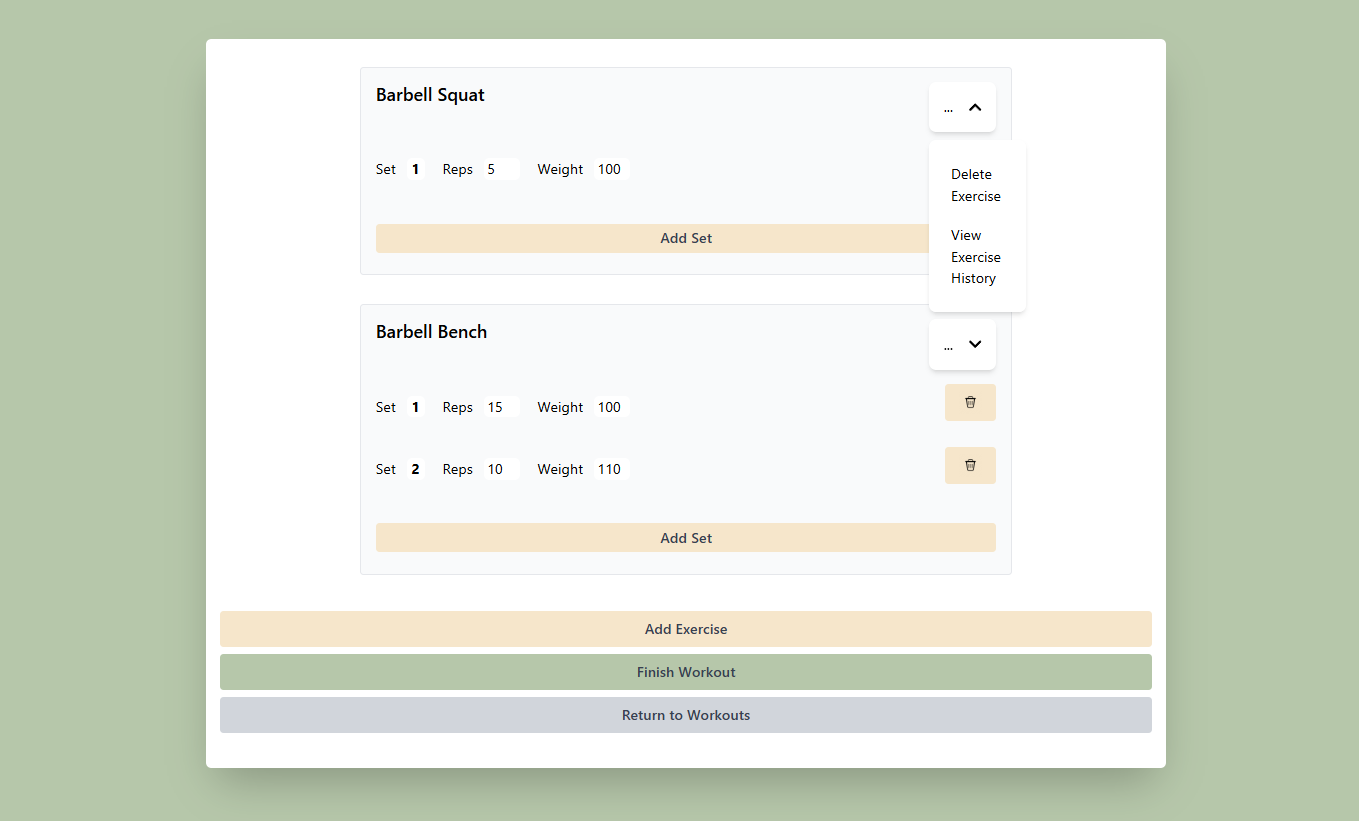 Barbell Squat
...
Set 1 Reps 5 Weight 100
Delete
Exercise
View
Exercise
History
Add Set
Barbell Bench
...
Set 1 Reps 15 Weight 100
Set 2 Reps 10 Weight 110
Add Set
Add Exercise
Finish Workout
Return to Workouts